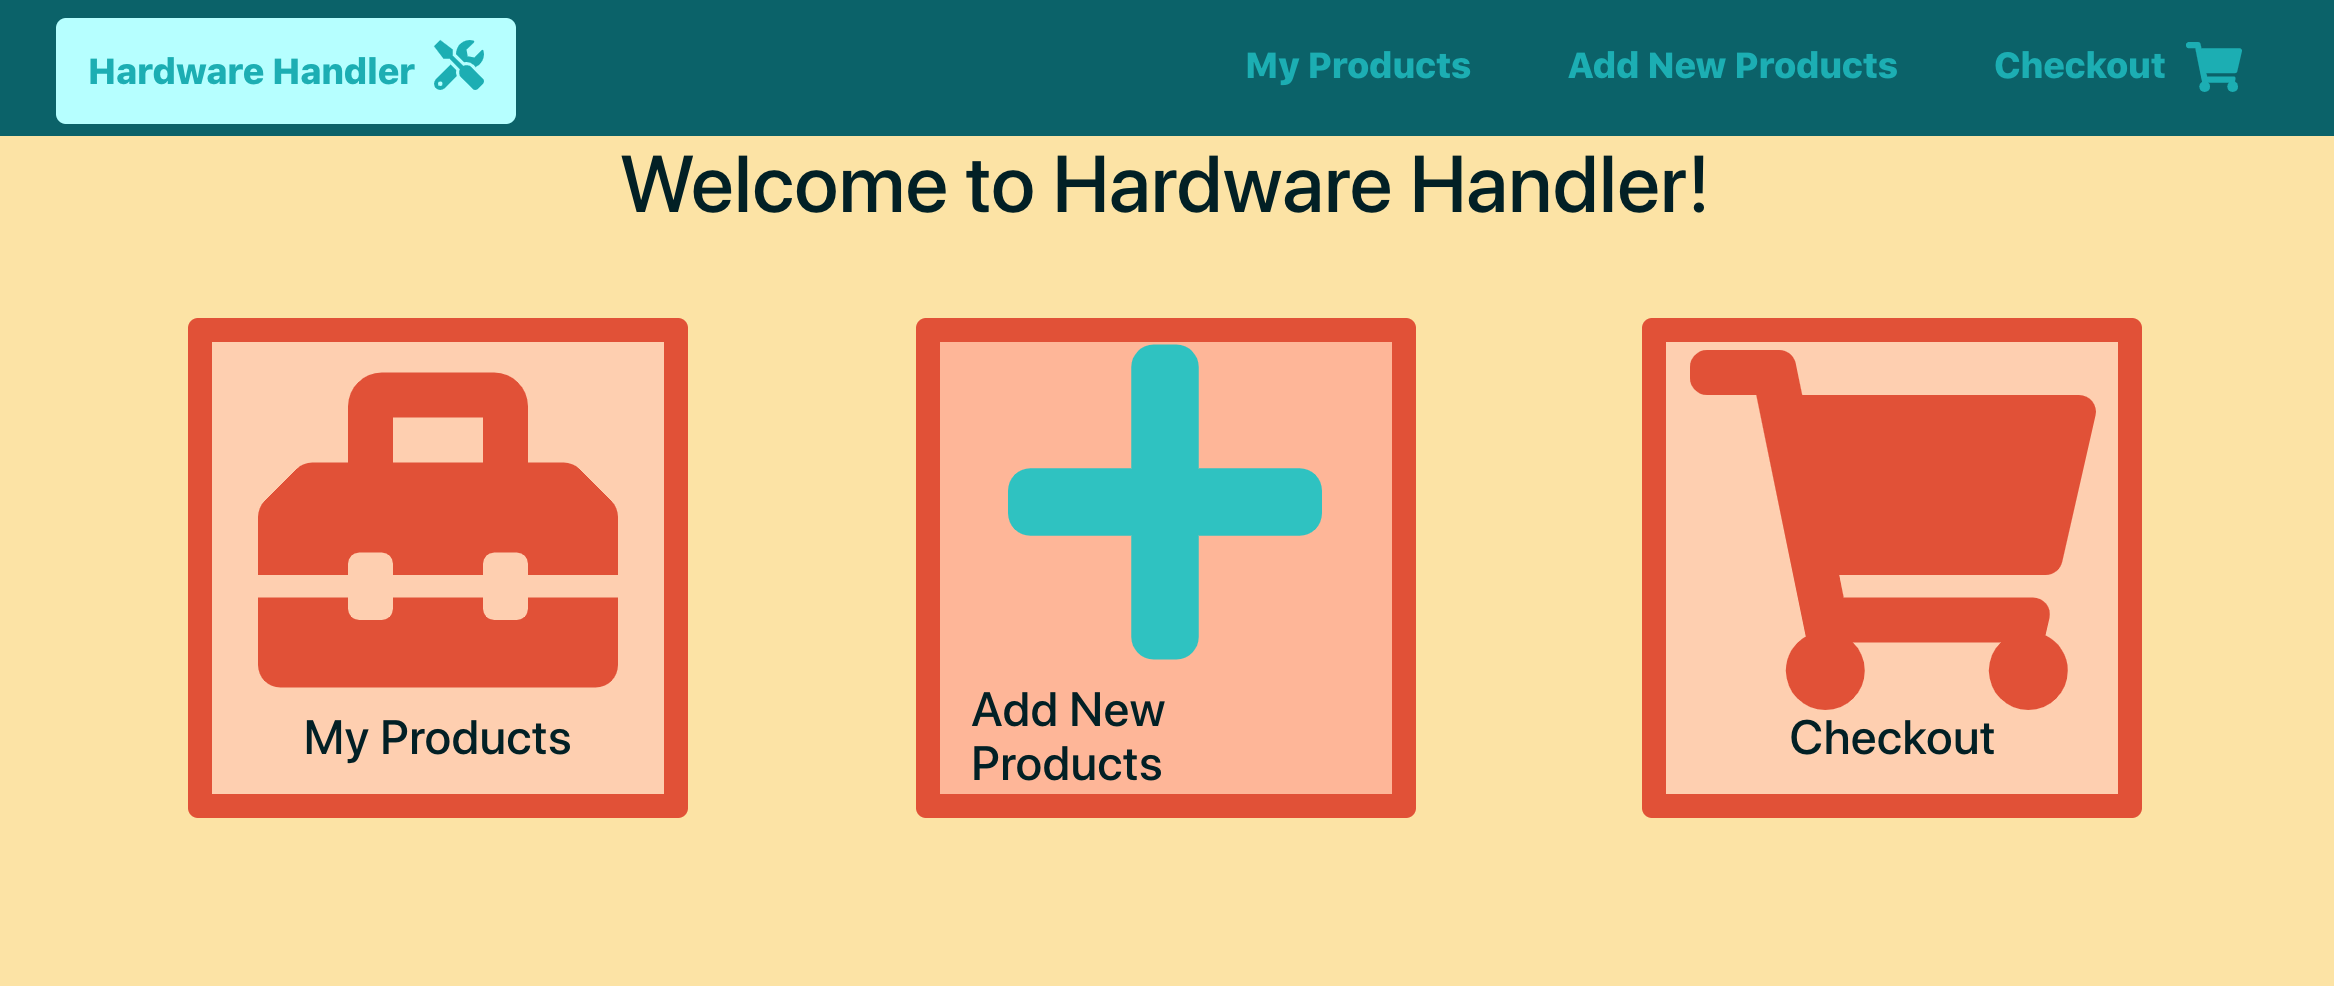 Hardware Handler
My Products
Add New Products
Checkout
Welcome to Hardware Handler!
My Products
Add New
Products
Checkout